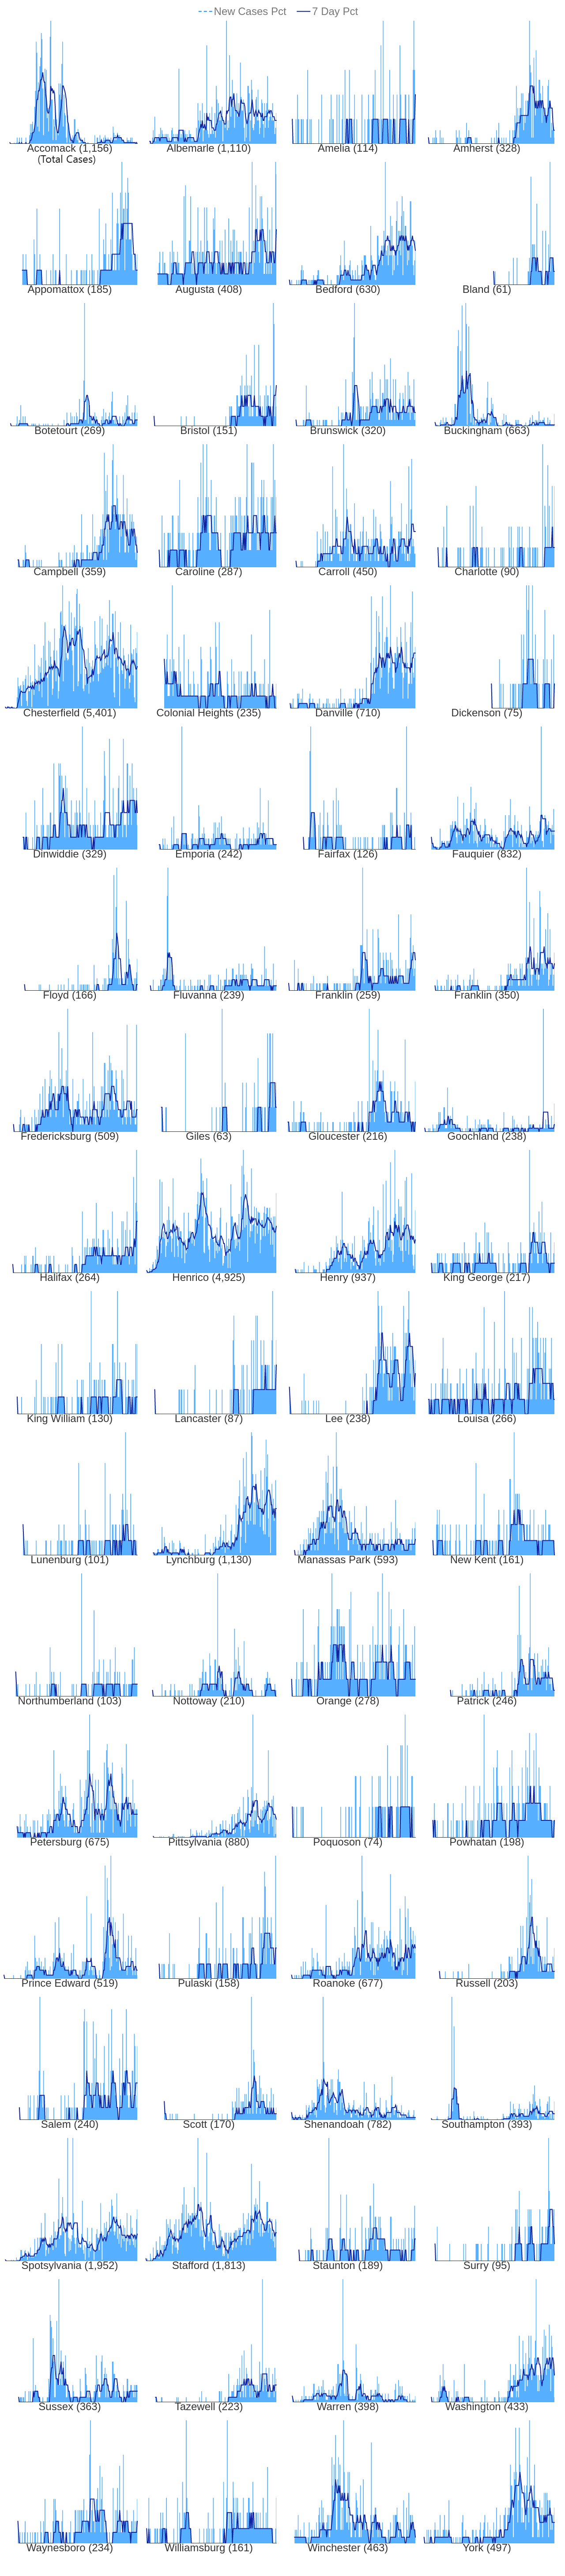 New Cases Pct 7 Day Pct
Accomack (1,156) Albemarle (1,110) Amelia (114) Amherst (328)
(Total Cases)
Appomattox (185) Augusta (408) Bedford (630) Bland (61)
Botetourt (269) Bristol (151) Brunswick (320) Buckingham (663)
Campbell (359) Caroline (287) Carroll (450) Charlotte (90)
Chesterfield (5,401) Colonial Heights (235) Danville (710) Dickenson (75)
Dinwiddie (329) Emporia (242) Fairfax (126) Fauquier (832)
Floyd (166) Fluvanna (239) Franklin (259) Franklin (350)
Fredericksburg (509) Giles (63) Gloucester (216) Goochland (238)
Halifax (264) Henrico (4,925) Henry (937) King George (217)
King William (130) Lancaster (87) Lee (238) Louisa (266)
Lunenburg (101) Lynchburg (1,130) Manassas Park (593) New Kent (161)
Northumberland (103) Nottoway (210) Orange (278) Patrick (246)
Petersburg (675) Pittsylvania (880) Poquoson (74) Powhatan (198)
Prince Edward (519) Pulaski (158) Roanoke (677) Russell (203)
Salem (240) Scott (170) Shenandoah (782) Southampton (393)
Spotsylvania (1,952) Stafford (1,813) Staunton (189) Surry (95)
Sussex (363) Tazewell (223) Warren (398) Washington (433)
Waynesboro (234) Williamsburg (161) Winchester (463) York (497)